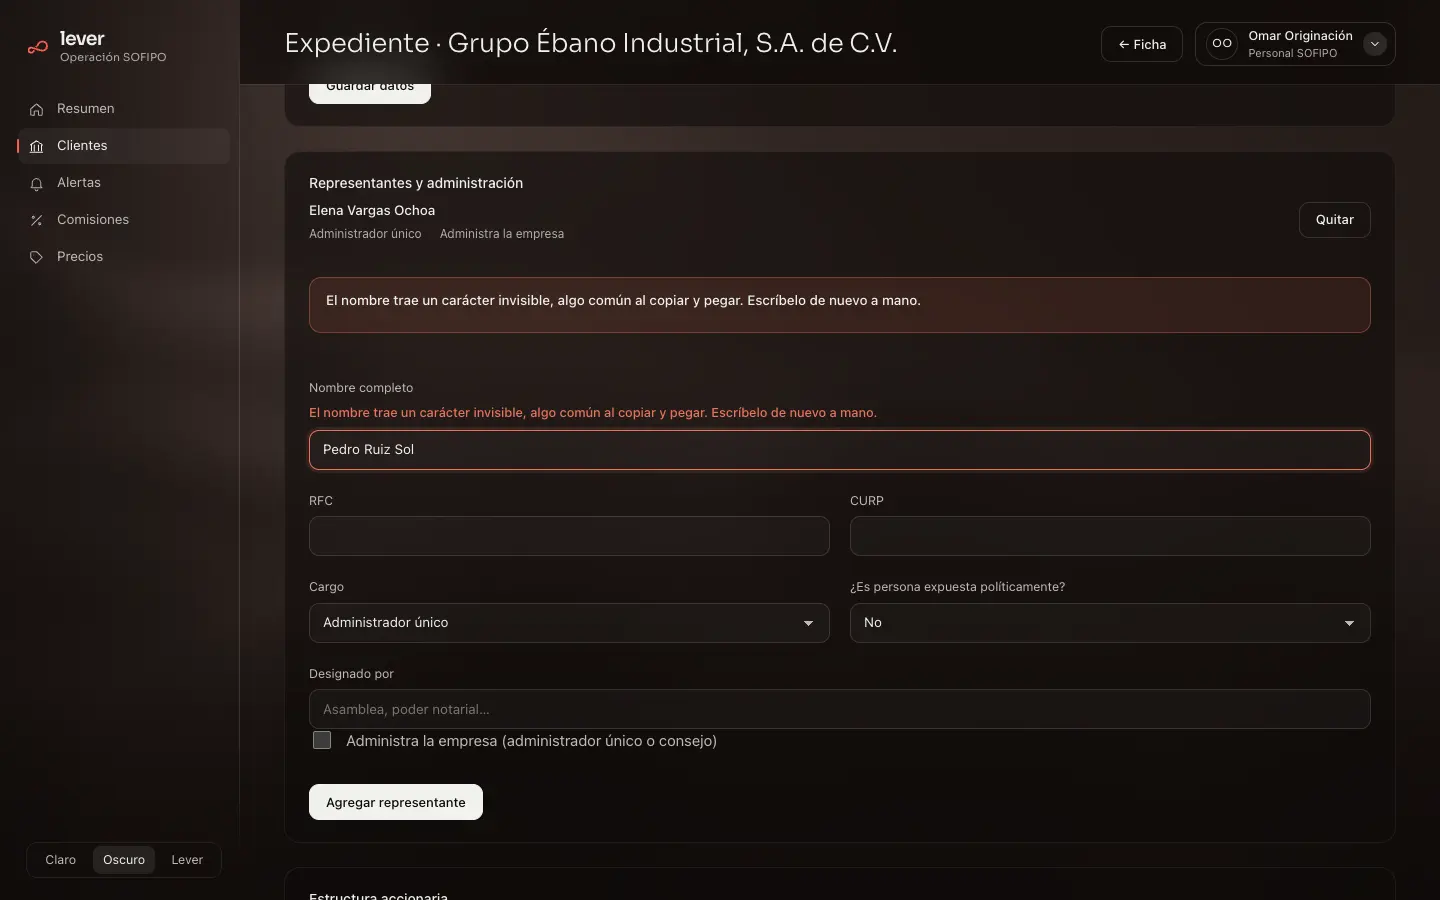 lever
Operación SOFIPO
Resumen
Clientes
Alertas
Comisiones
Precios
Claro
Oscuro
Lever
Expediente · Grupo Ébano Industrial, S.A. de C.V.
← Ficha
OO
Omar Originación
Personal SOFIPO
Guardar datos
Representantes y administración
Elena Vargas Ochoa
Administrador único Administra la empresa
Quitar
El nombre trae un carácter invisible, algo común al copiar y pegar. Escríbelo de nuevo a mano.
Nombre completo
El nombre trae un carácter invisible, algo común al copiar y pegar. Escríbelo de nuevo a mano.
Pedro Ruiz Sol
RFC
CURP
Cargo
¿Es persona expuesta políticamente?
Administrador único
No
Designado por
Asamblea, poder notarial...
Administra la empresa (administrador único o consejo)
Agregar representante
Estructura accionaria